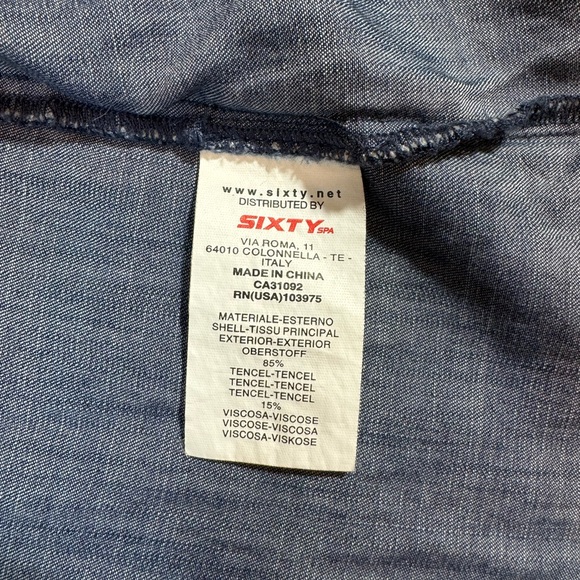 www.sixty.net
DISTRIBUTED BY
SIXTY SPA
VIA ROMA, 11
64010 COLONNELLA - TE -
ITALY
MADE IN CHINA
CA31092
RN(USA)103975
MATERIALE-ESTERNO
SHELL-TISSU PRINCIPAL
EXTERIOR-EXTERIOR
OBERSTOFF
85%
TENCEL-TENCEL
TENCEL-TENCEL
TENCEL-TENCEL
15%
VISCOSA-VISCOSE
VISCOSE-VISCOSA
VISCOSA-VISKOSE